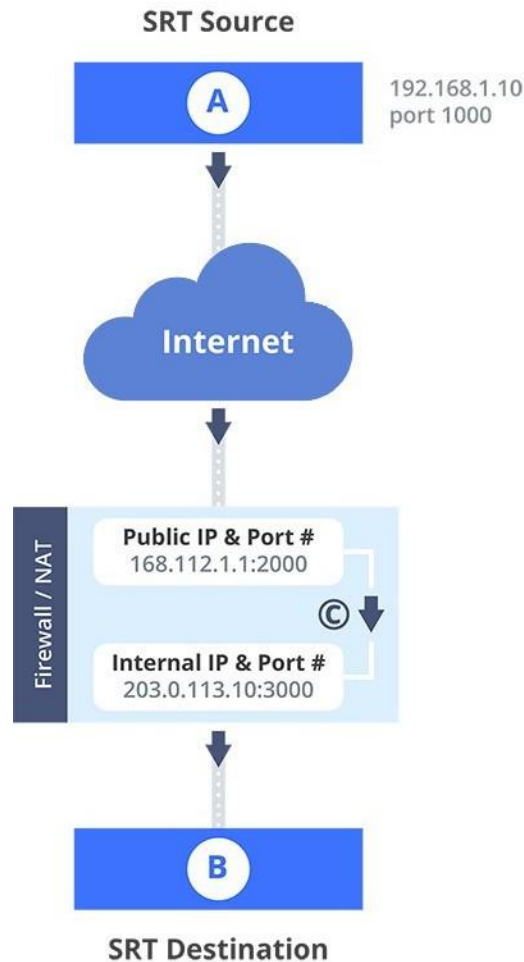 SRT Source
A
192.168.1.10
port 1000
Internet
Firewall / NAT
Public IP & Port #
168.112.1.1:2000
©
Internal IP & Port #
203.0.113.10:3000
B
SRT Destination